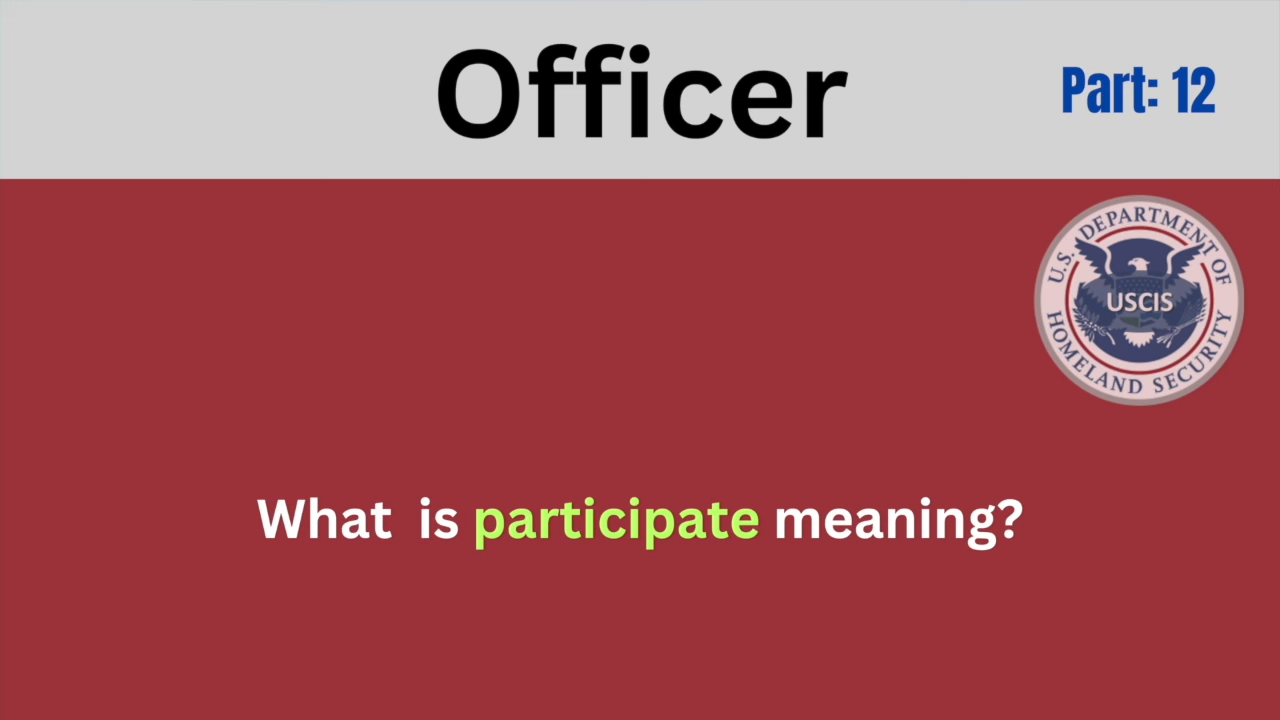 Officer
Part: 12
U.S. DEPARTMENT OF
USCIS
HOMELAND SECURITY
What is participate meaning?